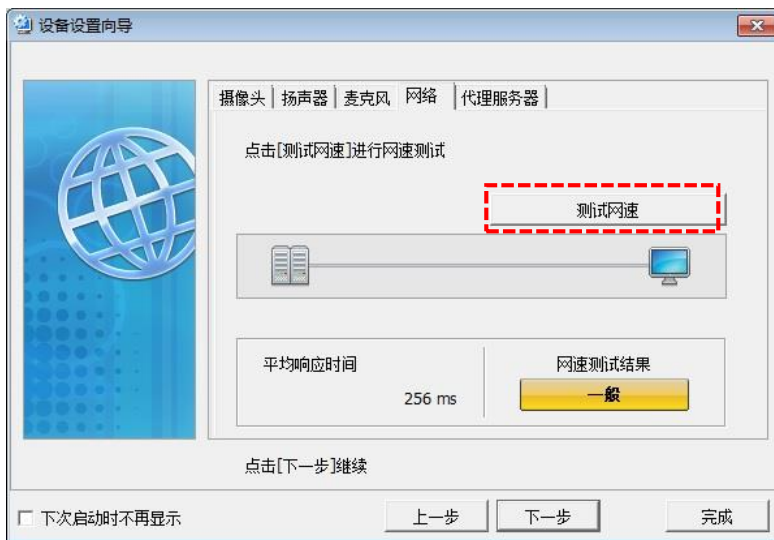 设备设置向导
摄像头 扬声器 麦克风 网络 代理服务器
点击[测试网速]进行网速测试
测试网速
平均响应时间
256 ms
网速测试结果
一般
点击[下一步]继续
下次启动时不再显示
上一步 下一步 完成